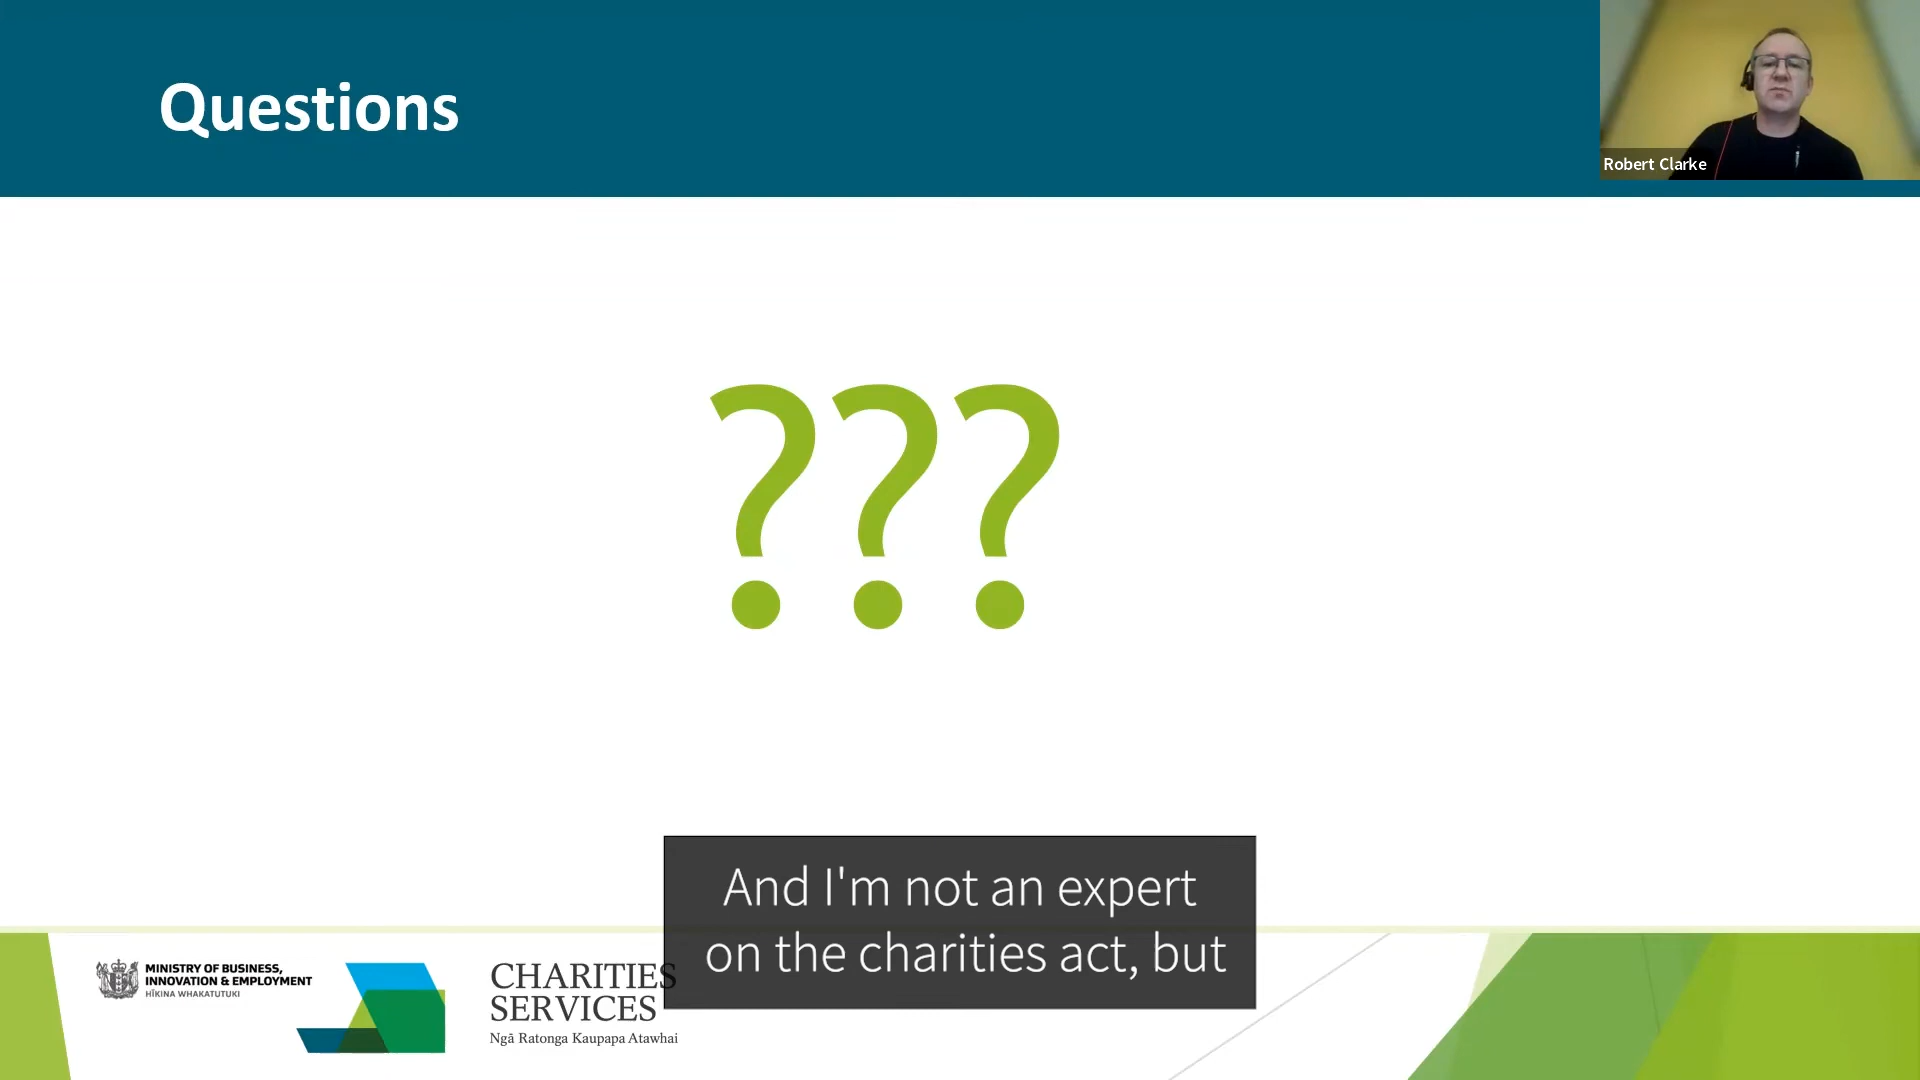 Questions
Robert Clarke
???
And I'm not an expert
on the charities act, but
MINISTRY OF BUSINESS,
INNOVATION & EMPLOYMENT
HĪKINA WHAKATUTUKI
CHARITIES
SERVICES
Ngā Ratonga Kaupapa Atawhai